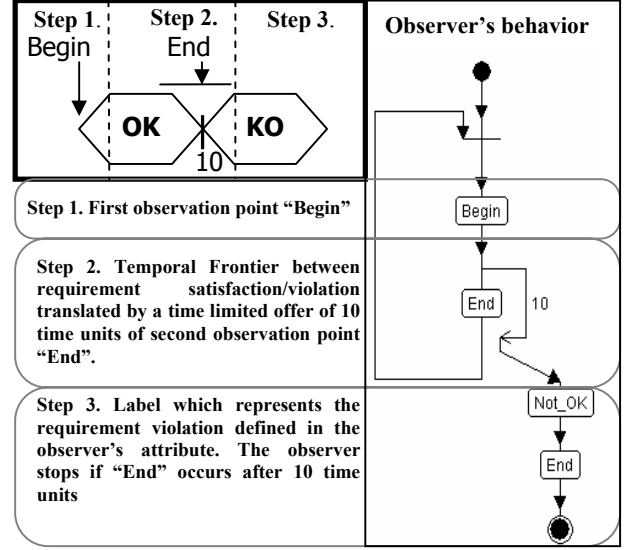 Step 1. Step 2. Step 3.
Begin End
OK KO
10
Step 1. First observation point “Begin”
Step 2. Temporal Frontier between
requirement satisfaction/violation
translated by a time limited offer of 10
time units of second observation point
“End”.
Step 3. Label which represents the
requirement violation defined in the
observer’s attribute. The observer
stops if “End” occurs after 10 time
units
Observer’s behavior
Begin
End 10
Not_OK
End